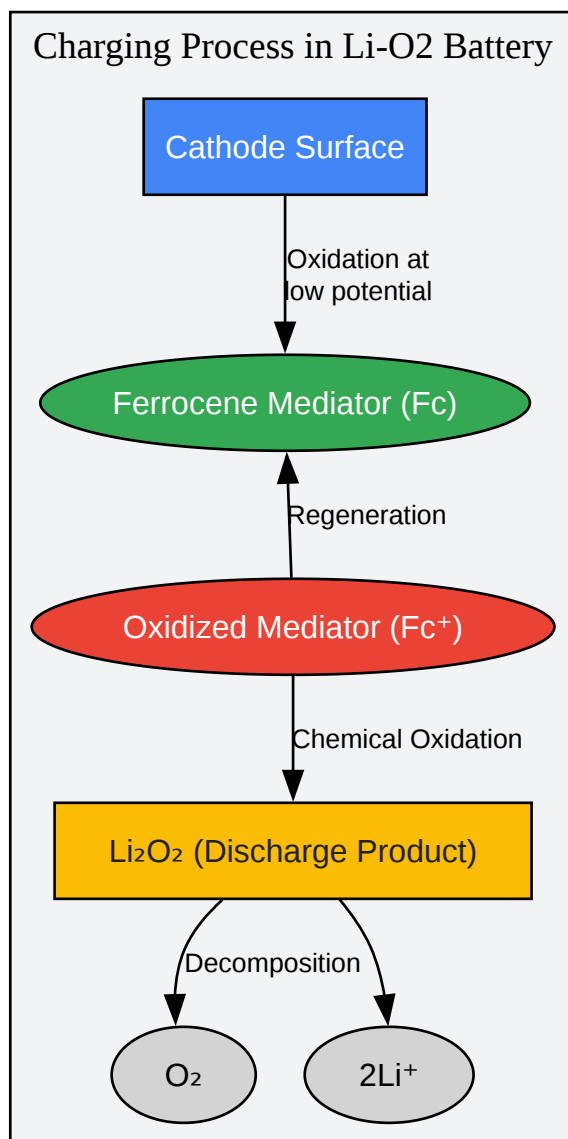 Charging Process in Li-O2 Battery
Cathode Surface
Oxidation at
low potential
Ferrocene Mediator (Fc)
Regeneration
Oxidized Mediator (Fc⁺)
Chemical Oxidation
Li₂O₂ (Discharge Product)
Decomposition
O₂
2Li⁺